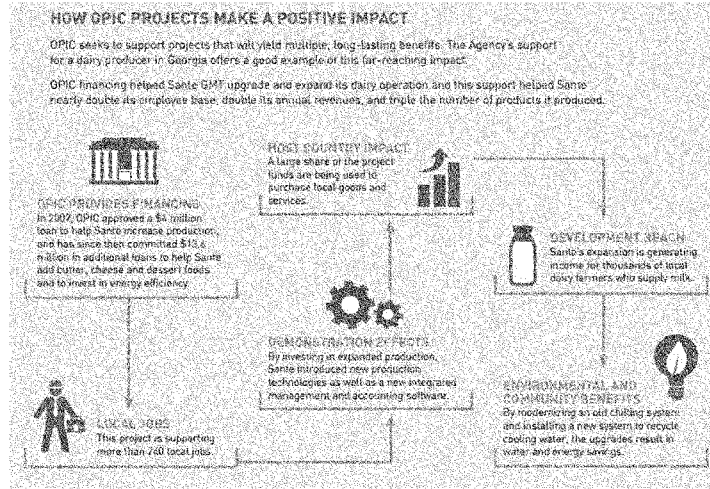 HOW OPIC PROJECTS MAKE A POSITIVE IMPACT
OPIC seeks to support projects that will yield multiple, long-lasting benefits. The Agency's support
for a dairy producer in Georgia offers a good example of this far-reaching impact.
OPIC financing helped Sante GMT upgrade and expand its dairy operation and this support helped Sante
nearly double its employee base, double its annual revenues, and triple the number of products it produced.
OPIC PROVIDES FINANCING
In 2007, OPIC approved a $4 million
loan to help Sante increase production,
and has since then committed $13.6
million in additional loans to help Sante
add butter, cheese and dessert foods
and to invest in energy efficiency.
LOCAL JOBS
This project is supporting
more than 740 local jobs.
DEMONSTRATION EFFECTS
By investing in expanded production,
Sante introduced new production
technologies as well as a new integrated
management and accounting software.
HOST COUNTRY IMPACT
A large share of the project
funds are being used to
purchase local goods and
services.
DEVELOPMENT REACH
Sante's expansion is generating
income for thousands of local
dairy farmers who supply milk.
ENVIRONMENTAL AND
COMMUNITY BENEFITS
By modernizing an old chilling system
and installing a new system to recycle
cooling water, the upgrades result in
water and energy savings.